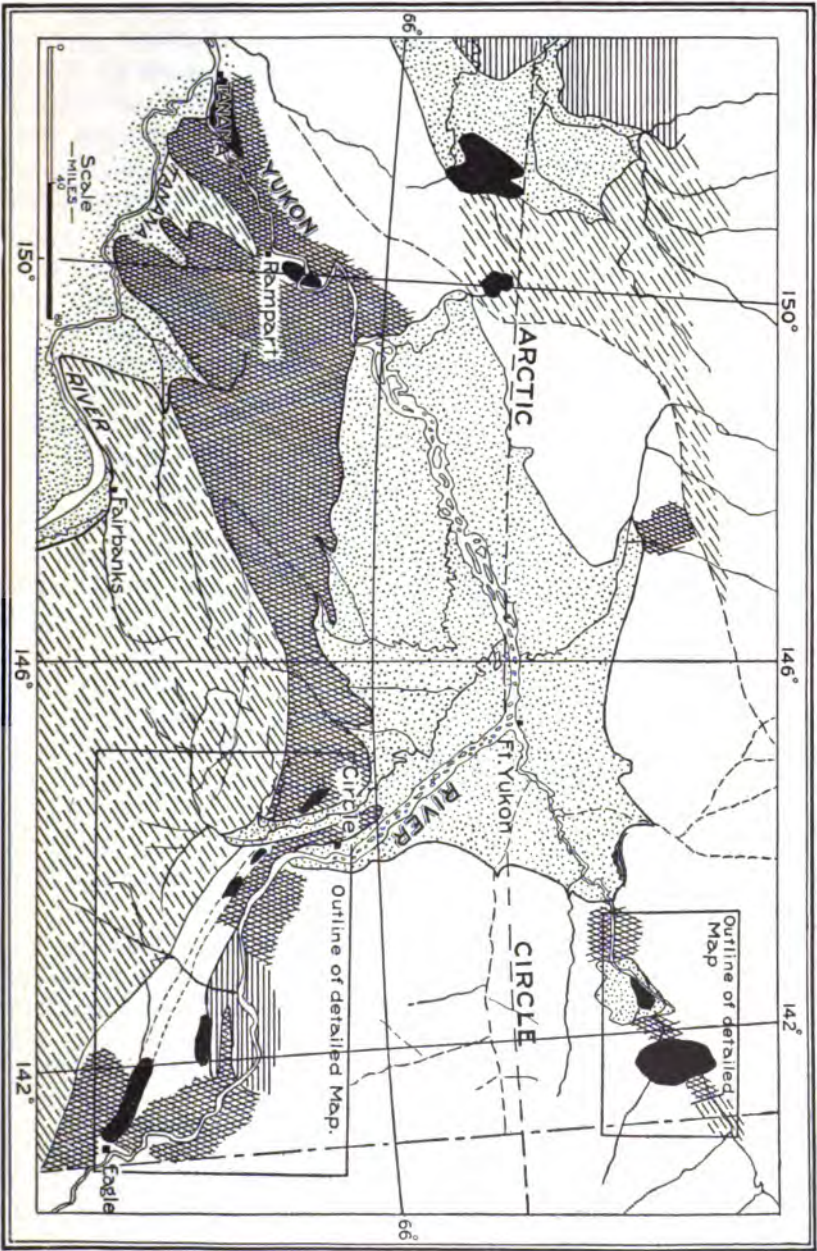 150°
142°
Outline of detailed
Map
ARCTIC
CIRCLE
66°
66°
Ft. Yukon
RIVER
YUKON
Rampart
Circle
Outline of detailed Map.
TANANA
RIVER
Fairbanks
Eagle
Scale
—MILES—
0
40
150°
146°
142°